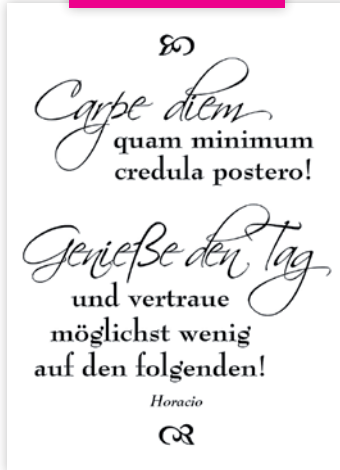 Carpe diem
quam minimum
credula postero!
Genieße den Tag
und vertraue
möglichst wenig
auf den folgenden!
Horacio